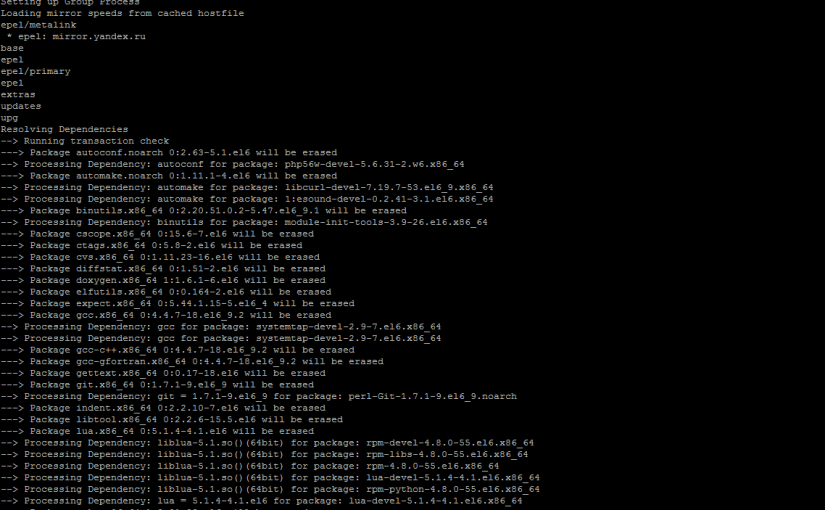 Setting up Group Process
Loading mirror speeds from cached hostfile
epel/metalink
 * epel: mirror.yandex.ru
base
epel
epel/primary
epel
extras
updates
upg
Resolving Dependencies
--> Running transaction check
---> Package autoconf.noarch 0:2.63-5.1.el6 will be erased
--> Processing Dependency: autoconf for package: php56w-devel-5.6.31-2.w6.x86_64
---> Package automake.noarch 0:1.11.1-4.el6 will be erased
--> Processing Dependency: automake for package: libcurl-devel-7.19.7-53.el6_9.x86_64
--> Processing Dependency: automake for package: 1:esound-devel-0.2.41-3.1.el6.x86_64
---> Package binutils.x86_64 0:2.20.51.0.2-5.47.el6_9.1 will be erased
--> Processing Dependency: binutils for package: module-init-tools-3.9-26.el6.x86_64
---> Package cscope.x86_64 0:15.6-7.el6 will be erased
---> Package ctags.x86_64 0:5.8-2.el6 will be erased
---> Package cvs.x86_64 0:1.11.23-16.el6 will be erased
---> Package diffstat.x86_64 0:1.51-2.el6 will be erased
---> Package doxygen.x86_64 1:1.6.1-6.el6 will be erased
---> Package elfutils.x86_64 0:0.164-2.el6 will be erased
---> Package expect.x86_64 0:5.44.1.15-5.el6_4 will be erased
---> Package gcc.x86_64 0:4.4.7-18.el6_9.2 will be erased
--> Processing Dependency: gcc for package: systemtap-devel-2.9-7.el6.x86_64
--> Processing Dependency: gcc for package: systemtap-devel-2.9-7.el6.x86_64
---> Package gcc-c++.x86_64 0:4.4.7-18.el6_9.2 will be erased
---> Package gcc-gfortran.x86_64 0:4.4.7-18.el6_9.2 will be erased
---> Package gettext.x86_64 0:0.17-18.el6 will be erased
---> Package git.x86_64 0:1.7.1-9.el6_9 will be erased
--> Processing Dependency: git = 1.7.1-9.el6_9 for package: perl-Git-1.7.1-9.el6_9.noarch
---> Package indent.x86_64 0:2.2.10-7.el6 will be erased
---> Package libtool.x86_64 0:2.2.6-15.5.el6 will be erased
---> Package lua.x86_64 0:5.1.4-4.1.el6 will be erased
--> Processing Dependency: liblua-5.1.so()(64bit) for package: rpm-devel-4.8.0-55.el6.x86_64
--> Processing Dependency: liblua-5.1.so()(64bit) for package: rpm-libs-4.8.0-55.el6.x86_64
--> Processing Dependency: liblua-5.1.so()(64bit) for package: rpm-4.8.0-55.el6.x86_64
--> Processing Dependency: liblua-5.1.so()(64bit) for package: lua-devel-5.1.4-4.1.el6.x86_64
--> Processing Dependency: liblua-5.1.so()(64bit) for package: rpm-python-4.8.0-55.el6.x86_64
--> Processing Dependency: lua = 5.1.4-4.1.el6 for package: lua-devel-5.1.4-4.1.el6.x86_64